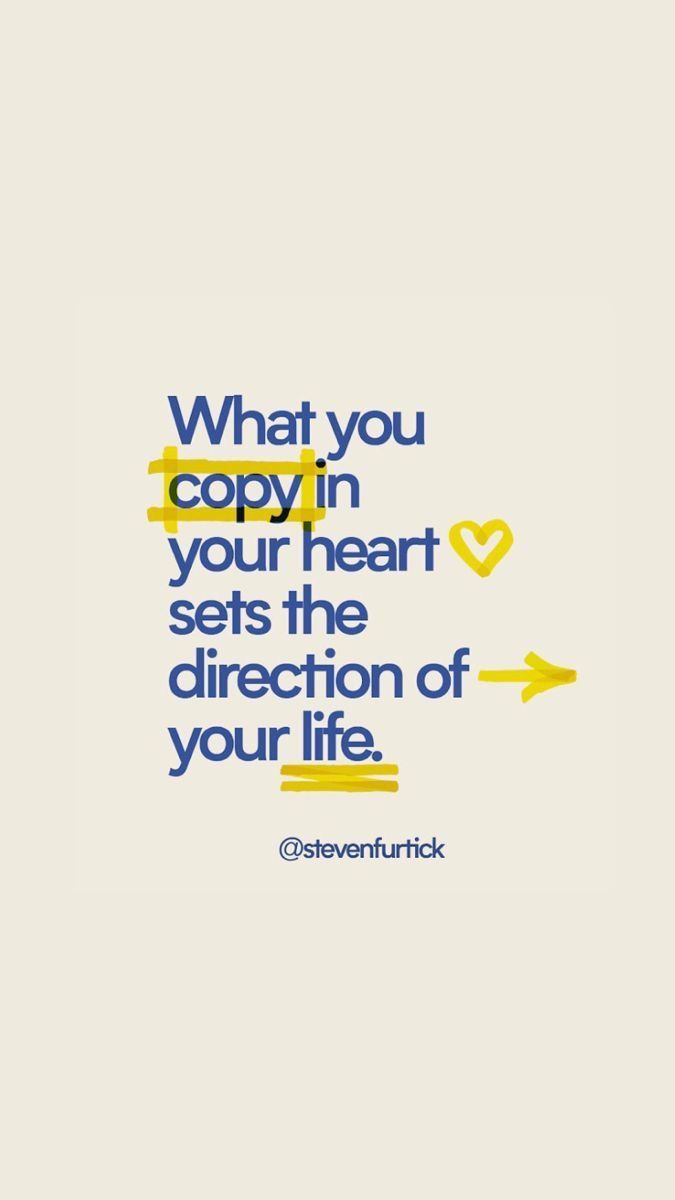 What you
copy in
your heart
sets the
direction of
your life.
@stevenfurtick